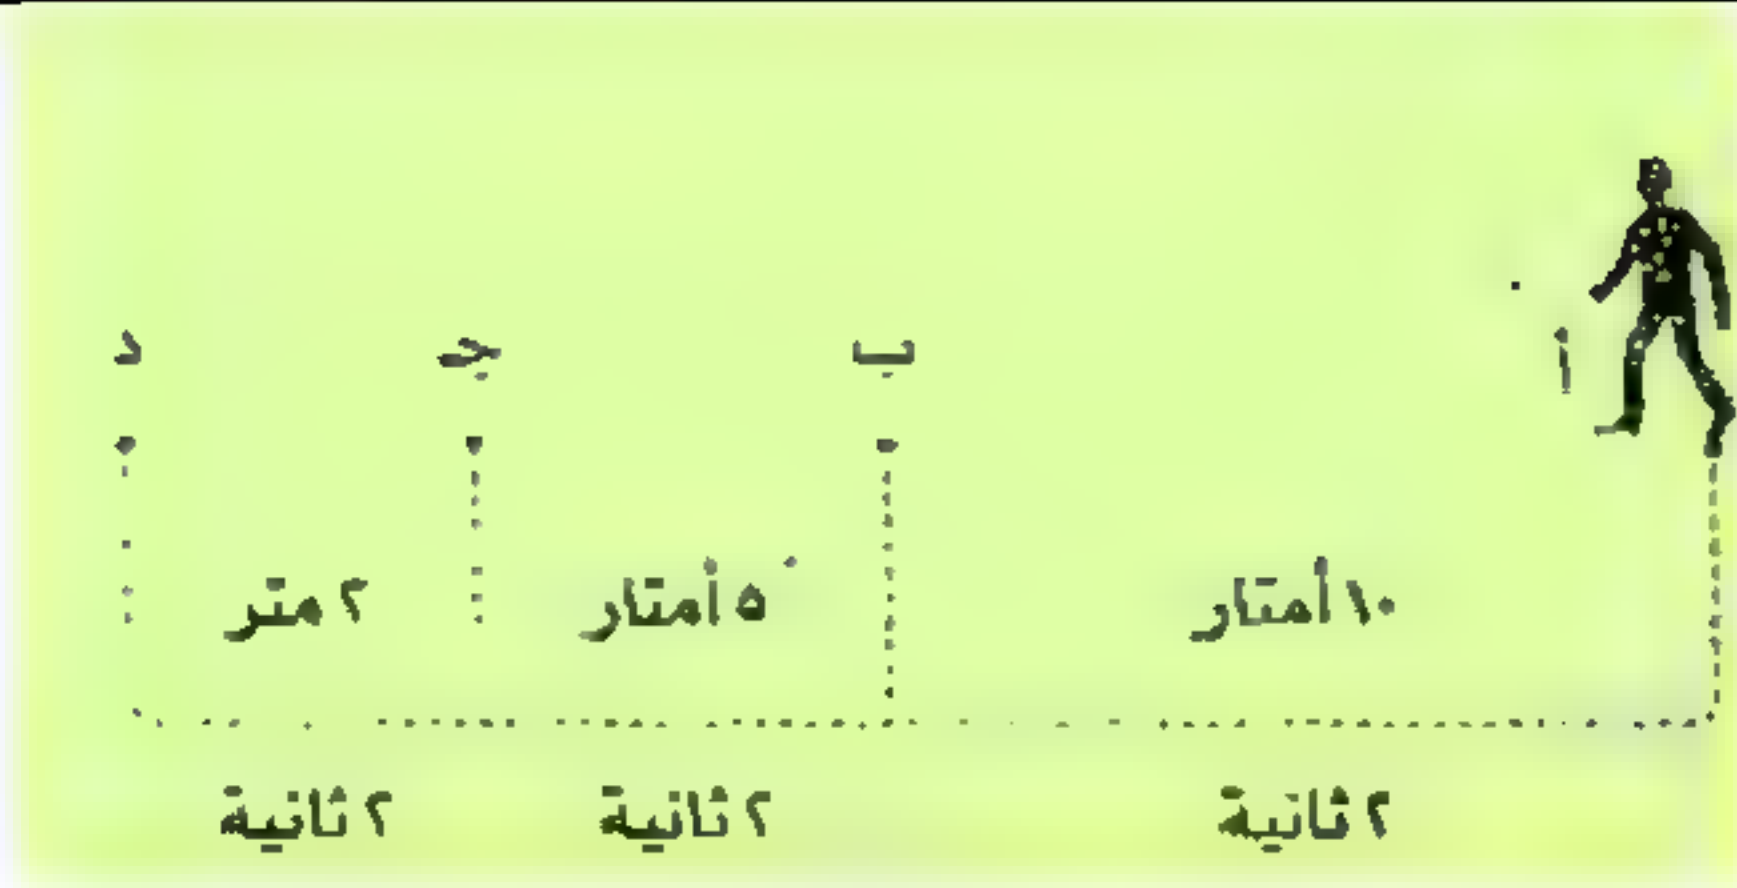 أ ب جـ د
١٠ أمتار ٥ أمتار ٢ متر
٢ ثانية ٢ ثانية ٢ ثانية